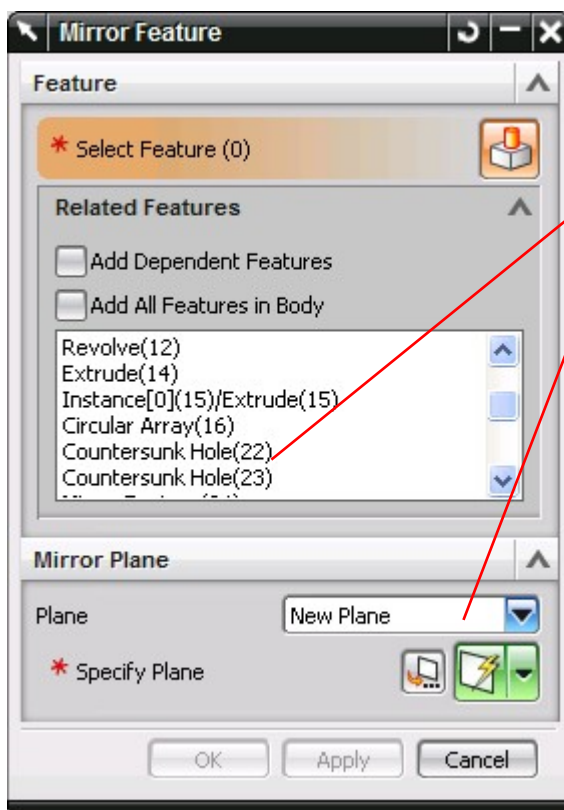 Mirror Feature
Feature
* Select Feature (0)
Related Features
Add Dependent Features
Add All Features in Body
Revolve(12)
Extrude(14)
Instance[0](15)/Extrude(15)
Circular Array(16)
Countersunk Hole(22)
Countersunk Hole(23)
Mirror Plane
Plane New Plane
* Specify Plane
OK Apply Cancel